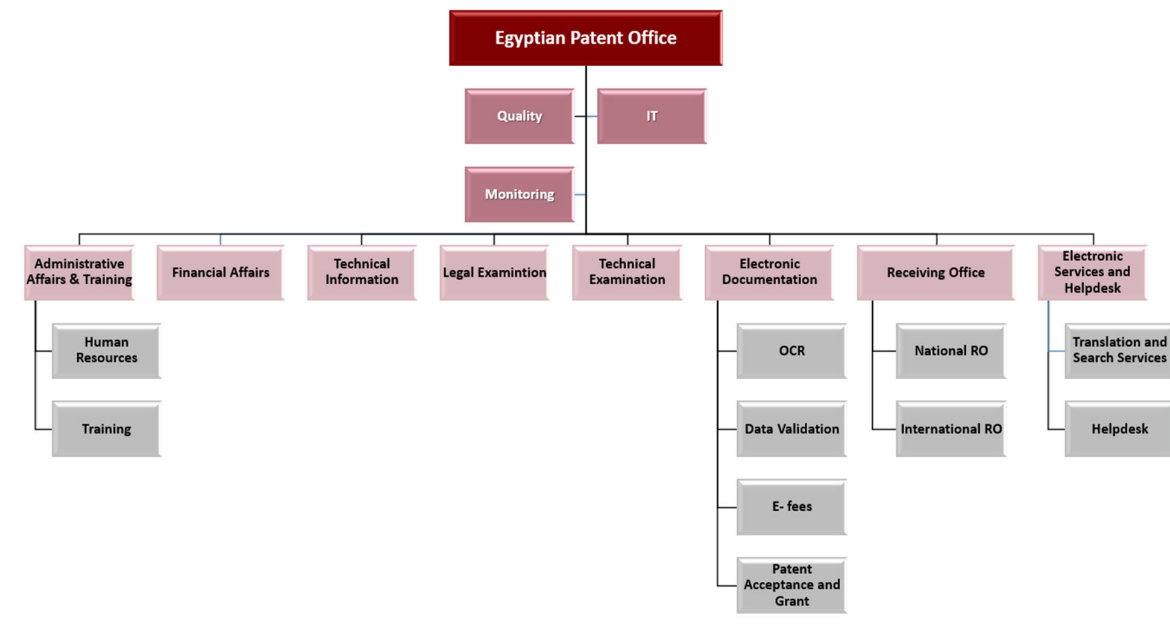 Egyptian Patent Office
Quality
IT
Monitoring
Administrative
Affairs & Training
Financial Affairs
Technical
Information
Legal Examintion
Technical
Examination
Electronic
Documentation
Receiving Office
Electronic
Services and
Helpdesk
Human
Resources
OCR
National RO
Translation and
Search Services
Training
Data Validation
International RO
Helpdesk
E- fees
Patent
Acceptance and
Grant